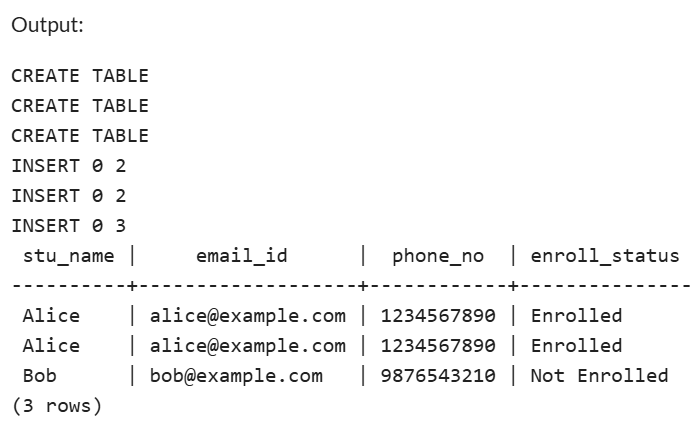 Output:
CREATE TABLE
CREATE TABLE
CREATE TABLE
INSERT 0 2
INSERT 0 2
INSERT 0 3
 stu_name |     email_id      |  phone_no  | enroll_status
----------+-------------------+------------+---------------
 Alice    | alice@example.com | 1234567890 | Enrolled
 Alice    | alice@example.com | 1234567890 | Enrolled
 Bob      | bob@example.com   | 9876543210 | Not Enrolled
(3 rows)